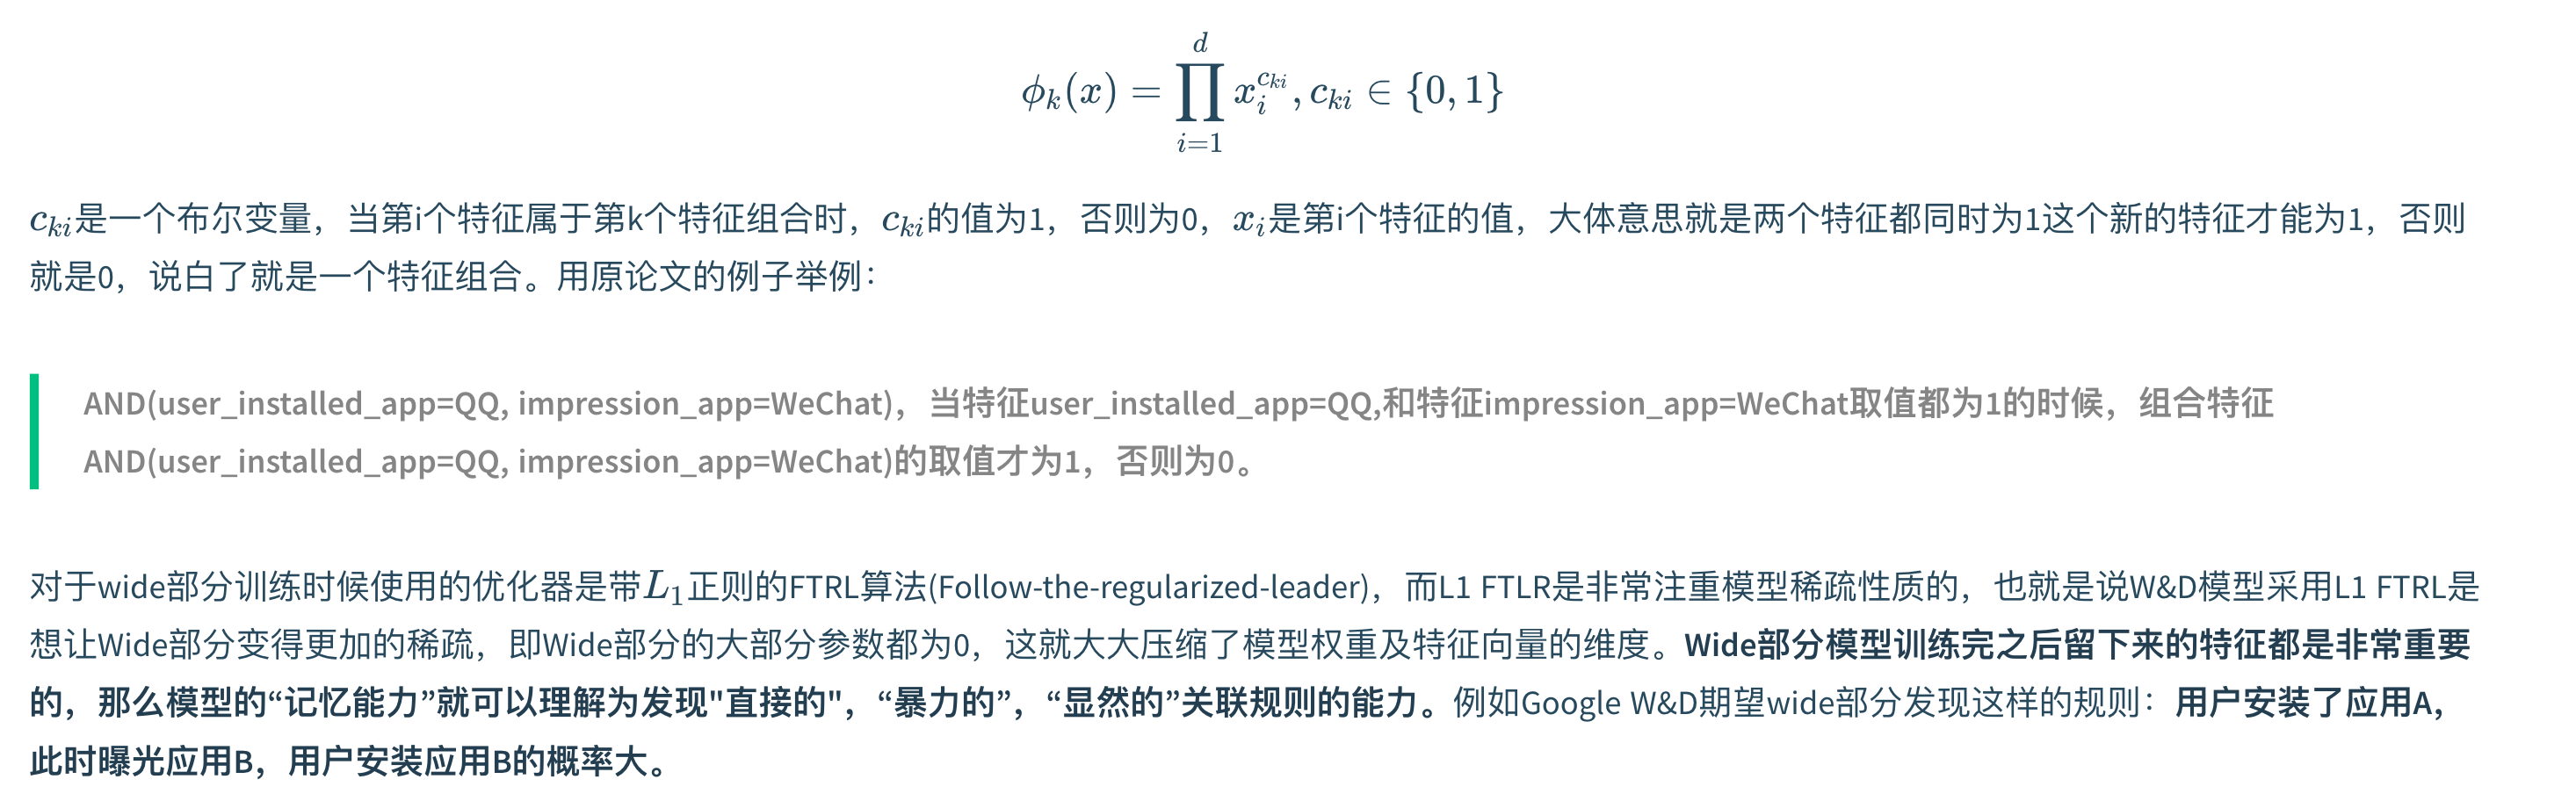 $$\phi_k(x)=\prod_{i=1}^{d} x_i^{c_{ki}}, c_{ki}\in\{0,1\}$$
$c_{ki}$是一个布尔变量，当第i个特征属于第k个特征组合时，$c_{ki}$的值为1，否则为0，$x_i$是第i个特征的值，大体意思就是两个特征都同时为1这个新的特征才能为1，否则
就是0，说白了就是一个特征组合。用原论文的例子举例：
AND(user_installed_app=QQ, impression_app=WeChat)，当特征user_installed_app=QQ,和特征impression_app=WeChat取值都为1的时候，组合特征
AND(user_installed_app=QQ, impression_app=WeChat)的取值才为1，否则为0。
对于wide部分训练时候使用的优化器是带$L_1$正则的FTRL算法(Follow-the-regularized-leader)，而L1 FTLR是非常注重模型稀疏性质的，也就是说W&D模型采用L1 FTRL是
想让Wide部分变得更加的稀疏，即Wide部分的大部分参数都为0，这就大大压缩了模型权重及特征向量的维度。Wide部分模型训练完之后留下来的特征都是非常重要
的，那么模型的“记忆能力”就可以理解为发现"直接的"，“暴力的”，“显然的”关联规则的能力。例如Google W&D期望wide部分发现这样的规则：用户安装了应用A，
此时曝光应用B，用户安装应用B的概率大。